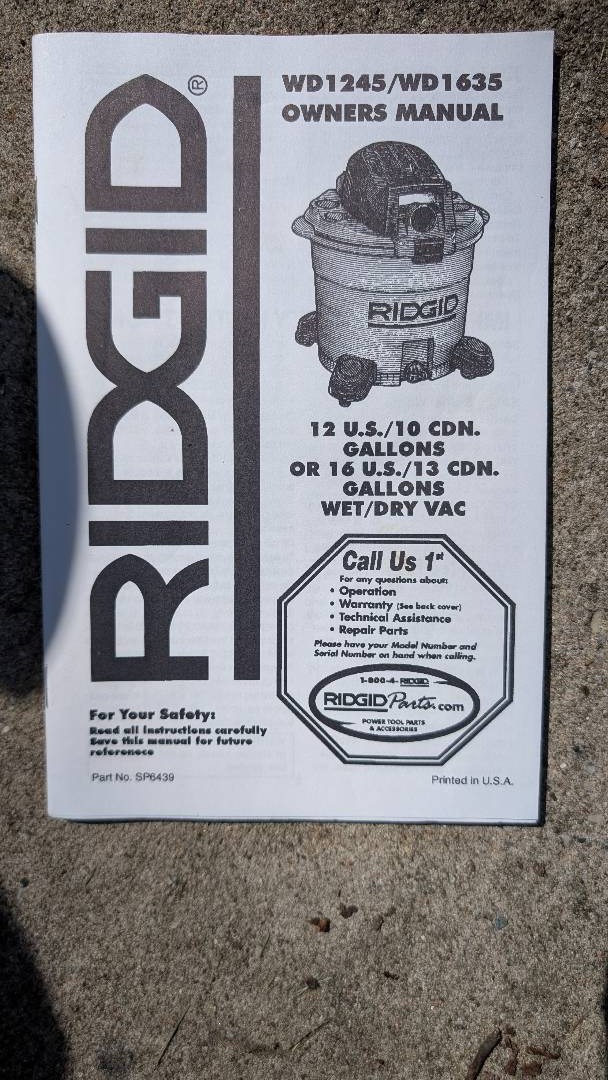 RIDGID®
WD1245/WD1635
OWNERS MANUAL
RIDGID
12 U.S./10 CDN.
GALLONS
OR 16 U.S./13 CDN.
GALLONS
WET/DRY VAC
Call Us 1st
For any questions about:
• Operation
• Warranty (See back cover)
• Technical Assistance
• Repair Parts
Please have your Model Number and
Serial Number on hand when calling.
1-800-4-RIDGID
RIDGID Parts.com
POWER TOOL PARTS
& ACCESSORIES
For Your Safety:
Read all instructions carefully
Save this manual for future
referenece
Part No. SP6439
Printed in U.S.A.